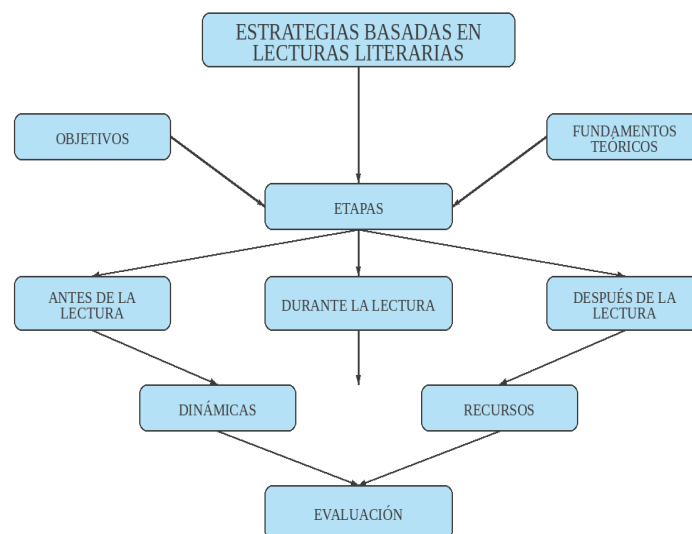 ESTRATEGIAS BASADAS EN
LECTURAS LITERARIAS
OBJETIVOS
FUNDAMENTOS
TEÓRICOS
ETAPAS
ANTES DE LA
LECTURA
DURANTE LA LECTURA
DESPUÉS DE LA
LECTURA
DINÁMICAS
RECURSOS
EVALUACIÓN